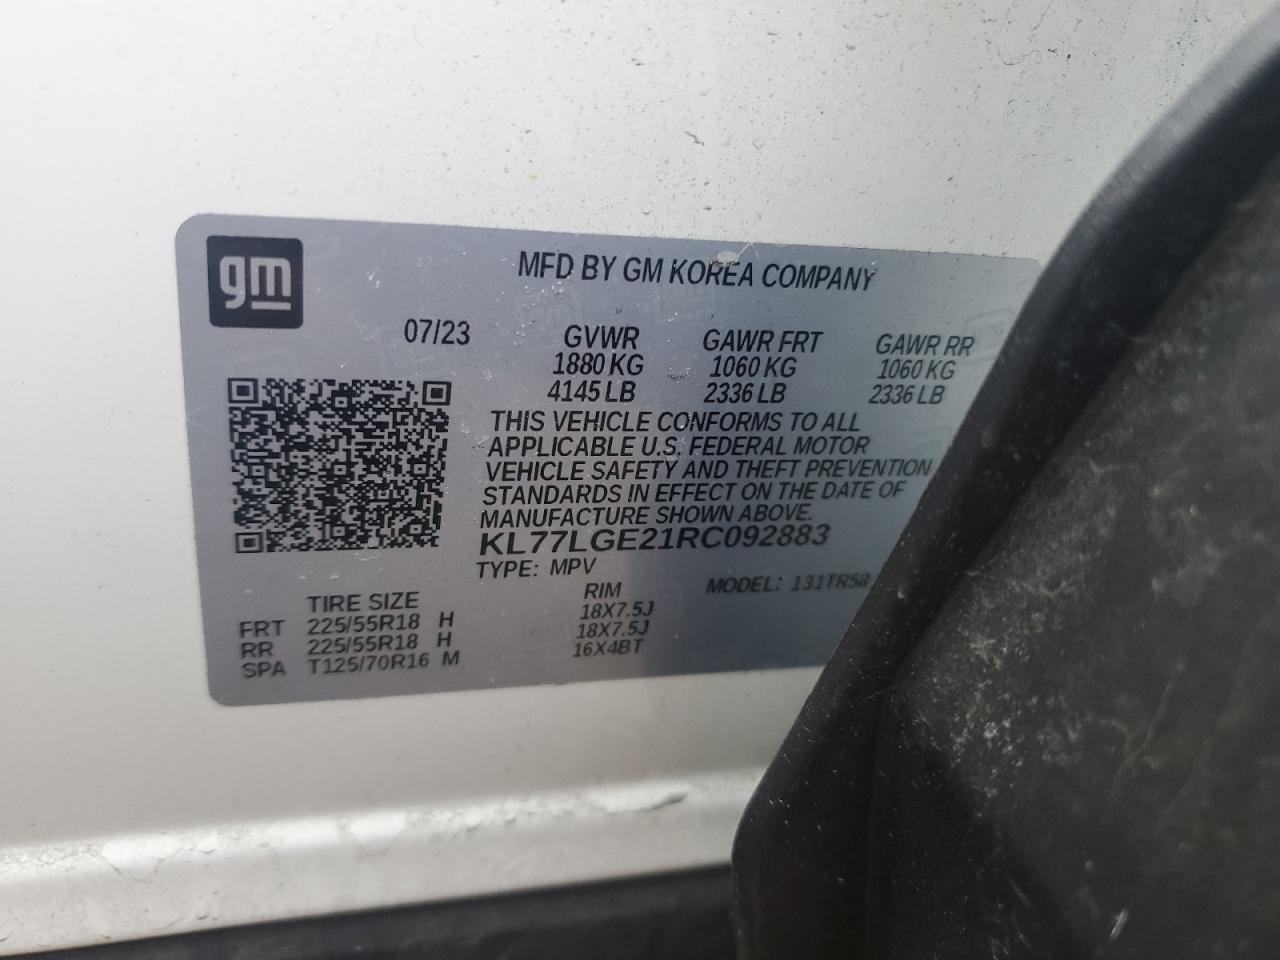 gm
MFD BY GM KOREA COMPANY
07/23 GVWR GAWR FRT GAWR RR
1880 KG 1060 KG 1060 KG
4145 LB 2336 LB 2336 LB
THIS VEHICLE CONFORMS TO ALL
APPLICABLE U.S. FEDERAL MOTOR
VEHICLE SAFETY AND THEFT PREVENTION
STANDARDS IN EFFECT ON THE DATE OF
MANUFACTURE SHOWN ABOVE.
KL77LGE21RC092883
TYPE: MPV MODEL: 131TR58
TIRE SIZE RIM
FRT 225/55R18 H 18X7.5J
RR 225/55R18 H 18X7.5J
SPA T125/70R16 M 16X4BT